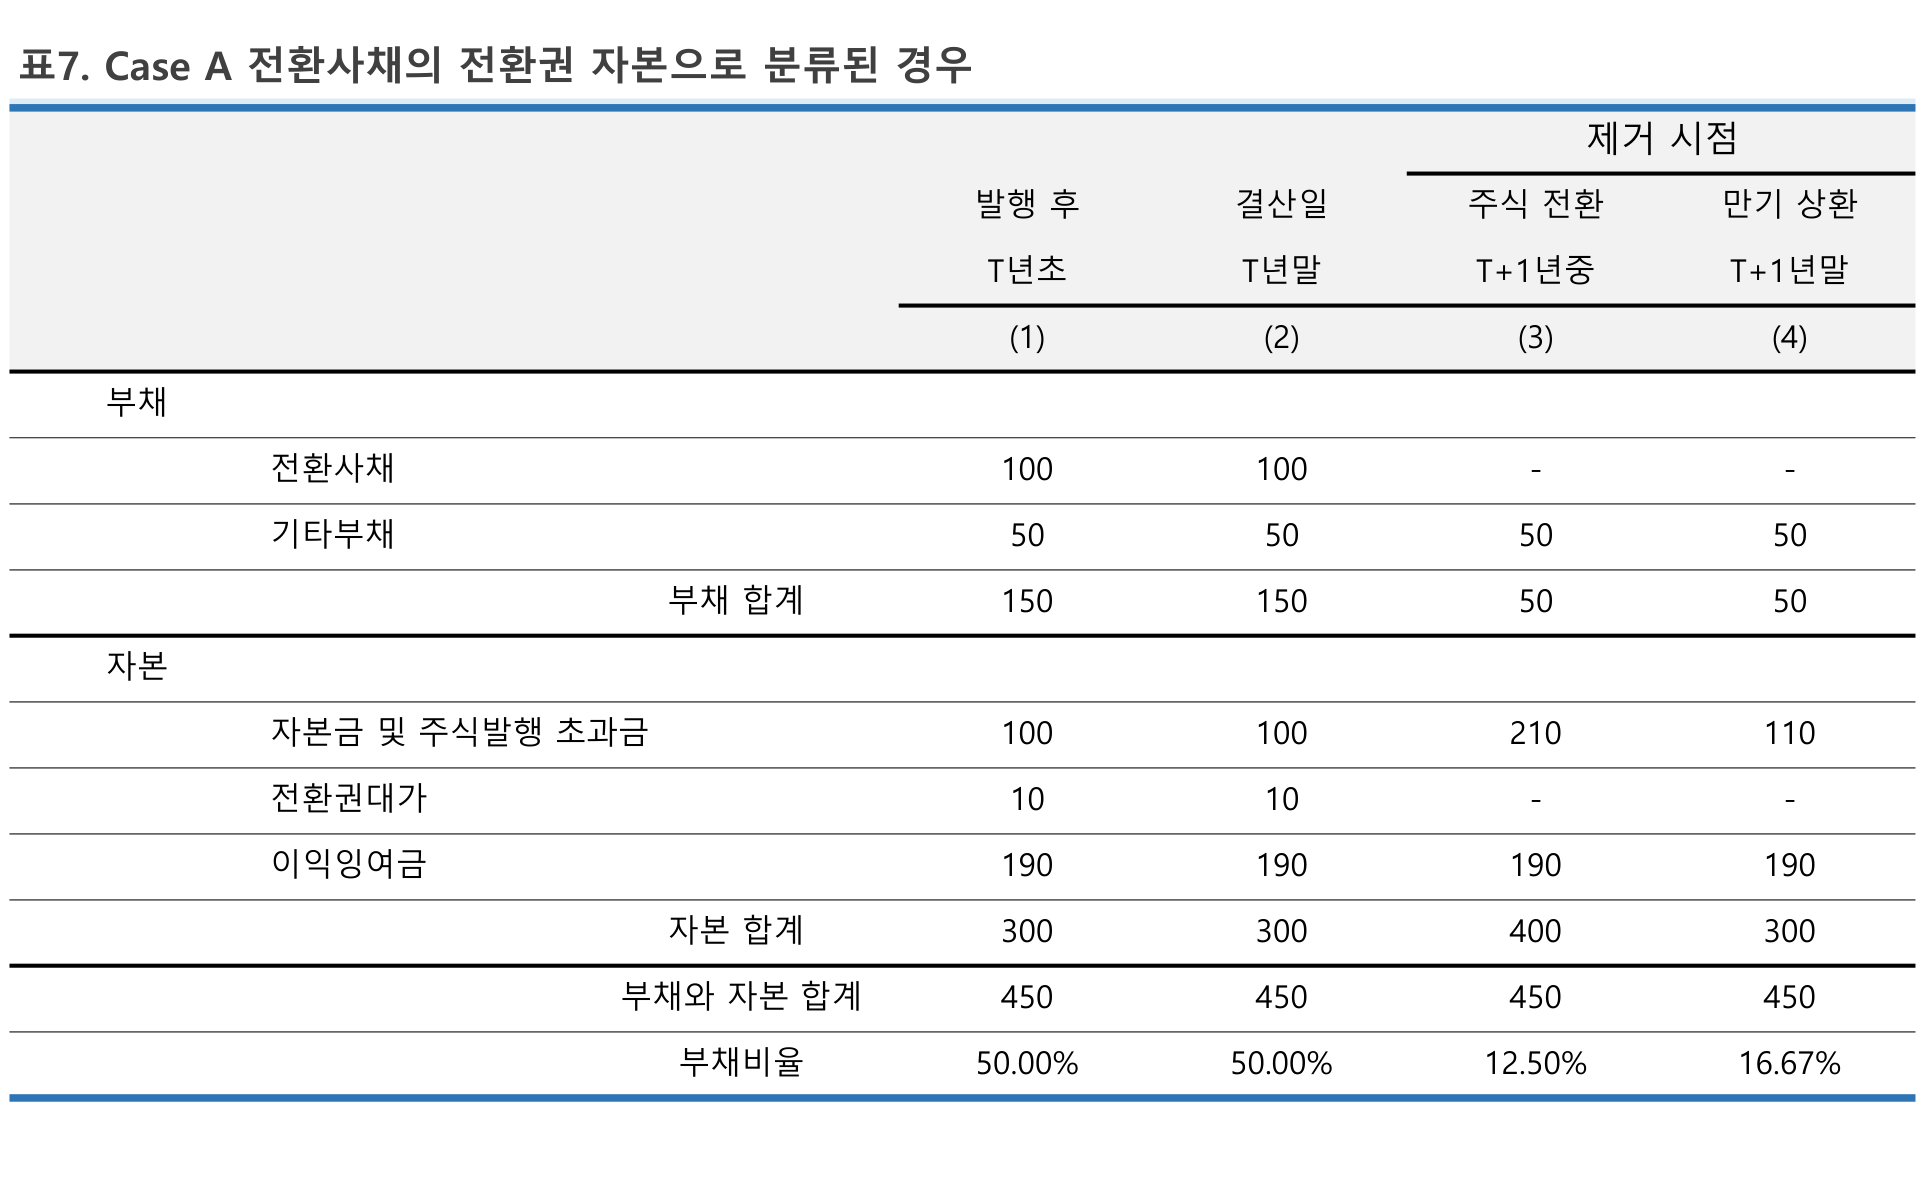 표7. Case A 전환사채의 전환권 자본으로 분류된 경우
제거 시점
발행 후 결산일 주식 전환 만기 상환
T년초 T년말 T+1년중 T+1년말
(1) (2) (3) (4)
부채
전환사채 100 100 - -
기타부채 50 50 50 50
부채 합계 150 150 50 50
자본
자본금 및 주식발행 초과금 100 100 210 110
전환권대가 10 10 - -
이익잉여금 190 190 190 190
자본 합계 300 300 400 300
부채와 자본 합계 450 450 450 450
부채비율 50.00% 50.00% 12.50% 16.67%